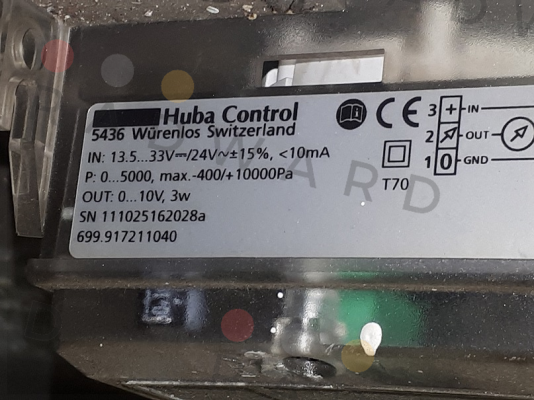 Huba Control
5436 Würenlos Switzerland
IN: 13.5...33V⎓/24V~±15%, <10mA
P: 0...5000, max.-400/+10000Pa
OUT: 0...10V, 3w
SN 111025162028a
699.917211040
CE
T70
3 + IN
2 OUT
1 0 GND